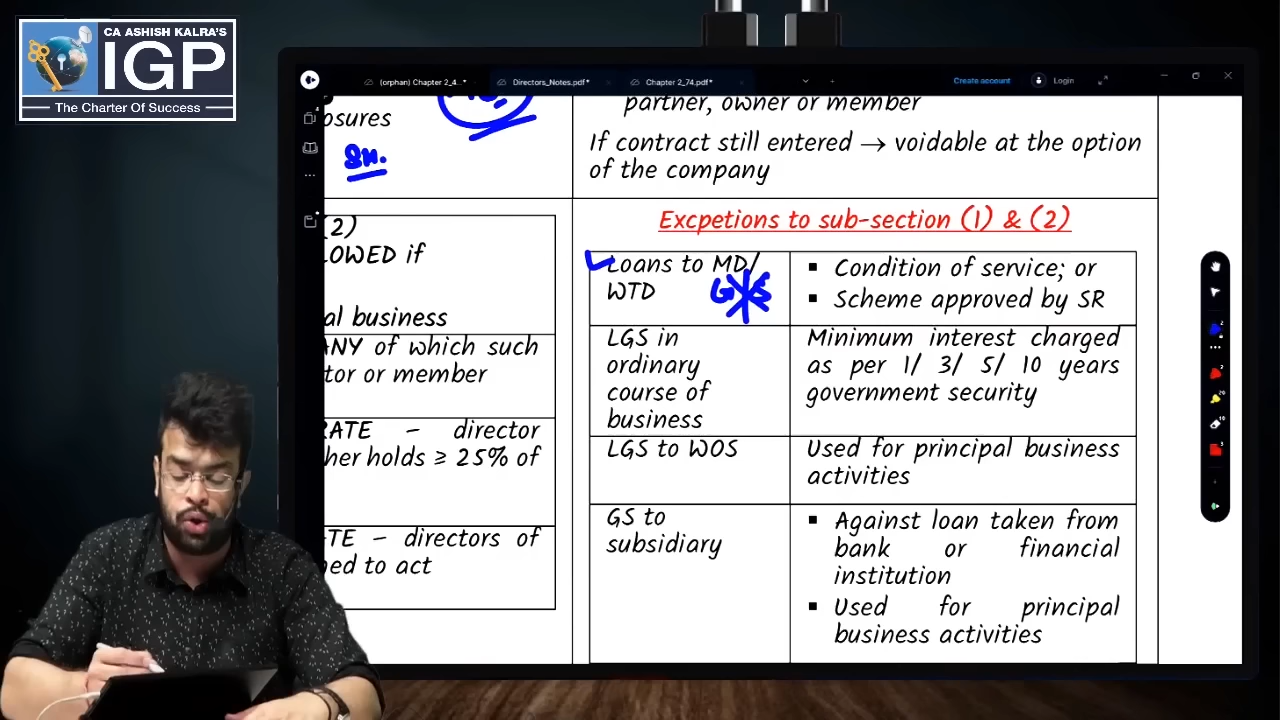 CA ASHISH KALRA'S
IGP
The Charter Of Success
(orphan) Chapter 2_4... *
Directors_Notes.pdf*
Chapter 2_74.pdf*
Create account
Login
osures
Sn.
partner, owner or member
If contract still entered → voidable at the option
of the company
(2)
LOWED if
al business
ANY of which such
tor or member
RATE – director
her holds ≥ 25% of
TE – directors of
ned to act
Excpetions to sub-section (1) & (2)
Loans to MD/
WTD
G/S
▪ Condition of service; or
▪ Scheme approved by SR
LGS in
ordinary
course of
business
Minimum interest charged
as per 1/ 3/ 5/ 10 years
government security
LGS to WOS
Used for principal business
activities
GS to
subsidiary
▪ Against loan taken from
bank or financial
institution
▪ Used for principal
business activities